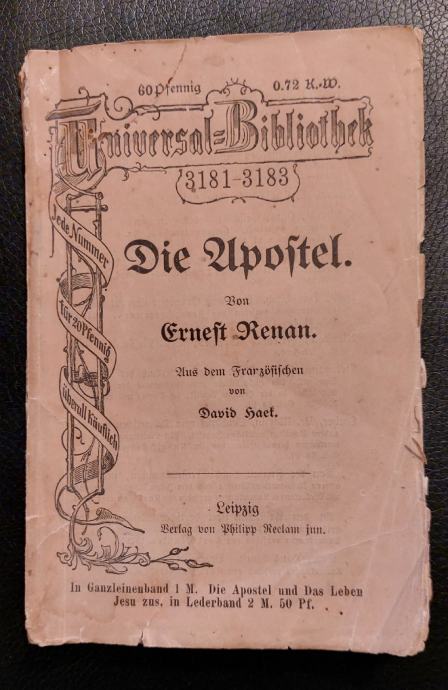 60 Pfennig 0.72 K.-W.
Universal-Bibliothek
3181-3183
Jede Nummer
für 20 Pfennig
überall käuflich
Die Apostel.
Von
Ernest Renan.
Aus dem Französischen
von
David Haek.
Leipzig
Verlag von Philipp Reclam jun.
In Ganzleinenband 1 M. Die Apostel und Das Leben
Jesu zus. in Lederband 2 M. 50 Pf.